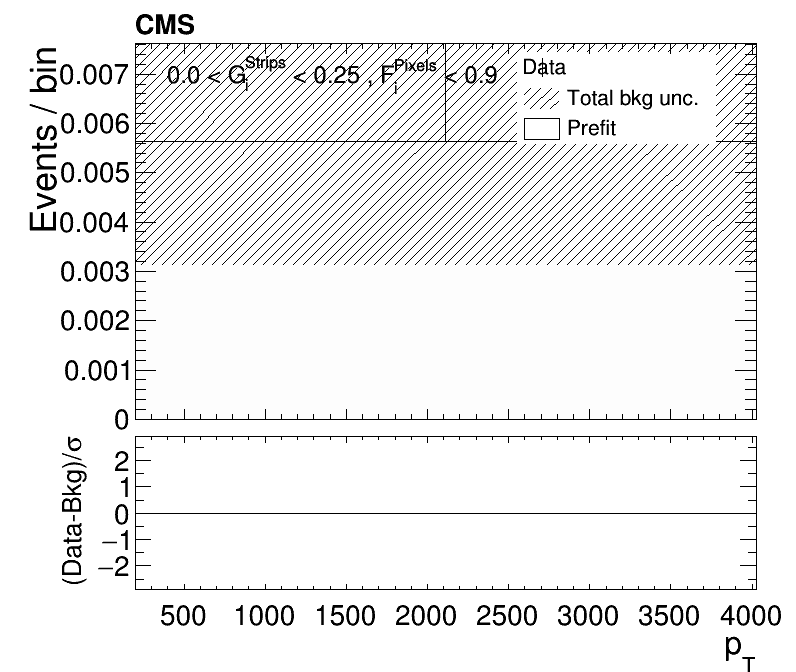 CMS
Events / bin
0.0 < G_i^Strips < 0.25 , F_i^Pixels < 0.9
Data
Total bkg unc.
Prefit
0.007
0.006
0.005
0.004
0.003
0.002
0.001
0
(Data-Bkg)/σ
2
1
0
−1
−2
500 1000 1500 2000 2500 3000 3500 4000
p_T